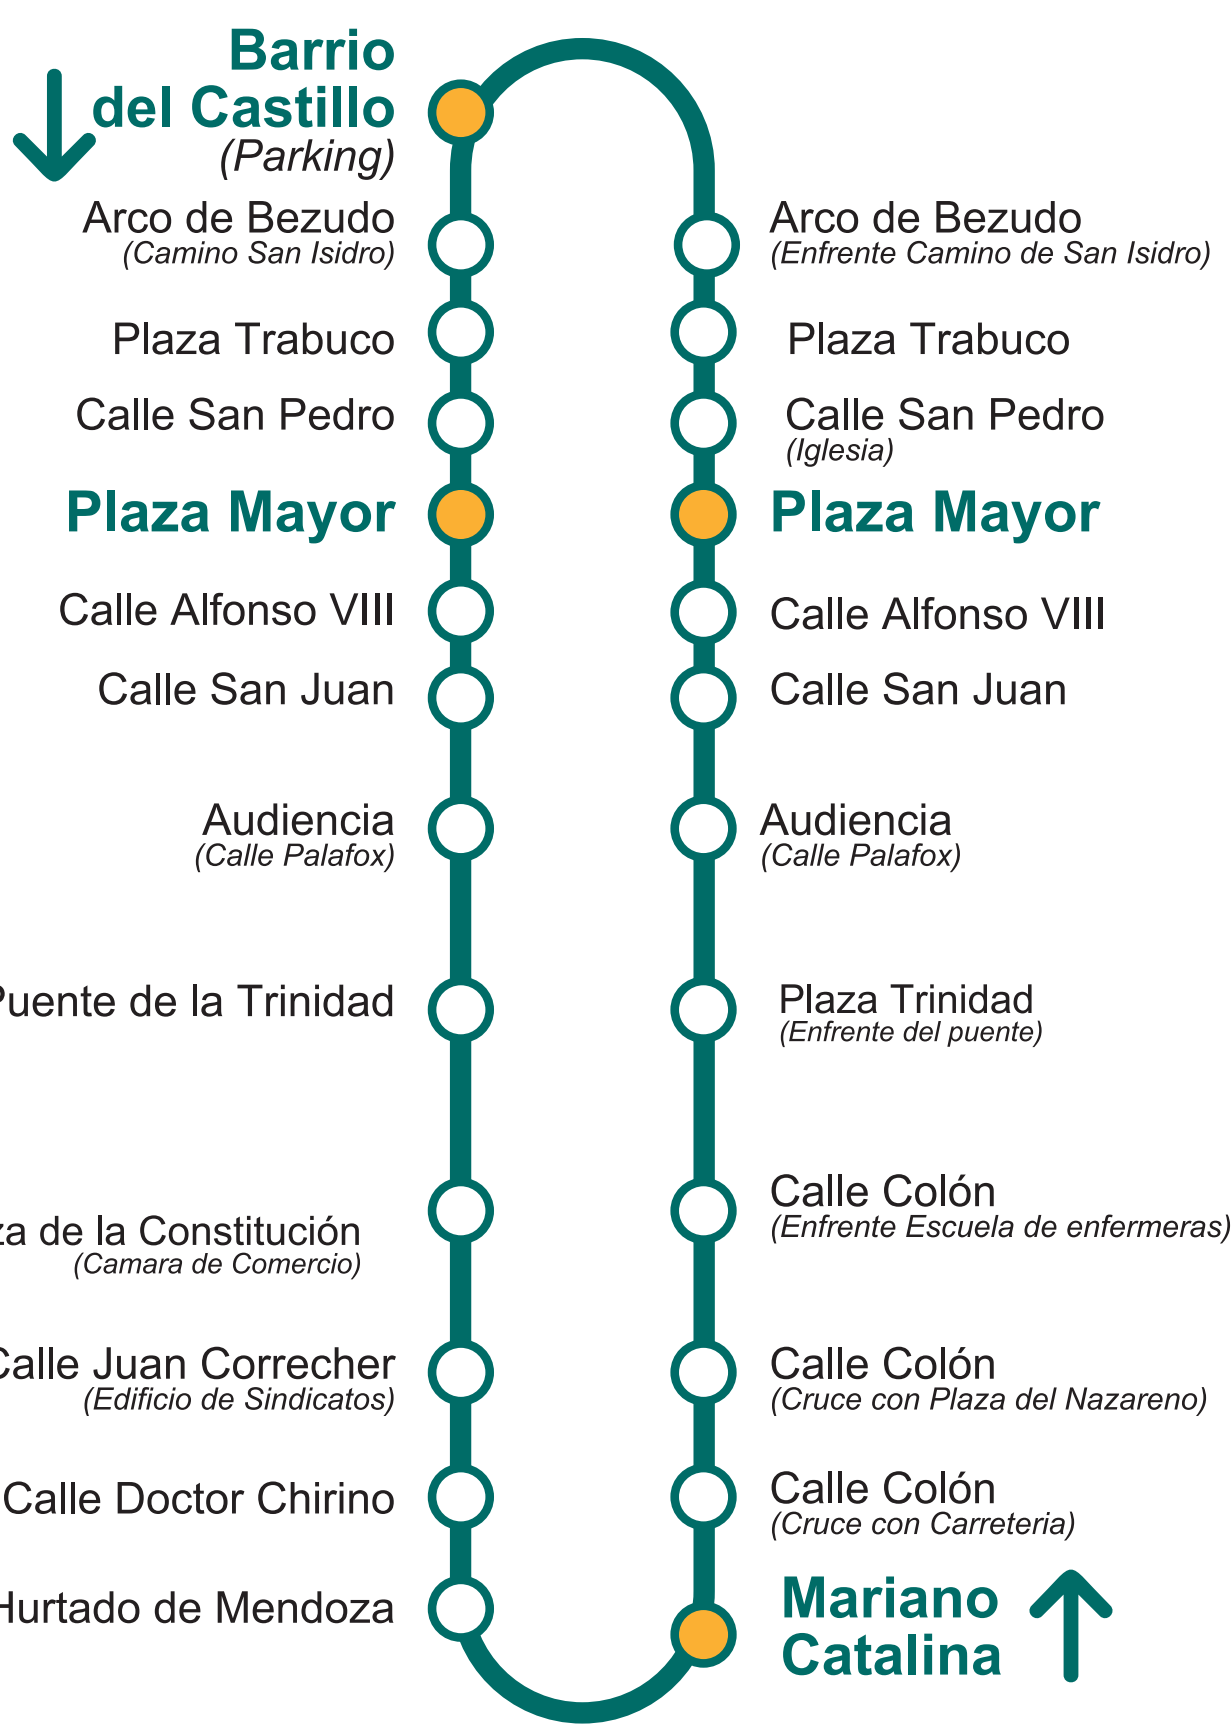 Barrio
del Castillo
(Parking)
Arco de Bezudo
(Camino San Isidro)
Plaza Trabuco
Calle San Pedro
Plaza Mayor
Calle Alfonso VIII
Calle San Juan
Audiencia
(Calle Palafox)
Puente de la Trinidad
za de la Constitución
(Camara de Comercio)
Calle Juan Correcher
(Edificio de Sindicatos)
Calle Doctor Chirino
Hurtado de Mendoza
Arco de Bezudo
(Enfrente Camino de San Isidro)
Plaza Trabuco
Calle San Pedro
(Iglesia)
Plaza Mayor
Calle Alfonso VIII
Calle San Juan
Audiencia
(Calle Palafox)
Plaza Trinidad
(Enfrente del puente)
Calle Colón
(Enfrente Escuela de enfermeras)
Calle Colón
(Cruce con Plaza del Nazareno)
Calle Colón
(Cruce con Carreteria)
Mariano
Catalina